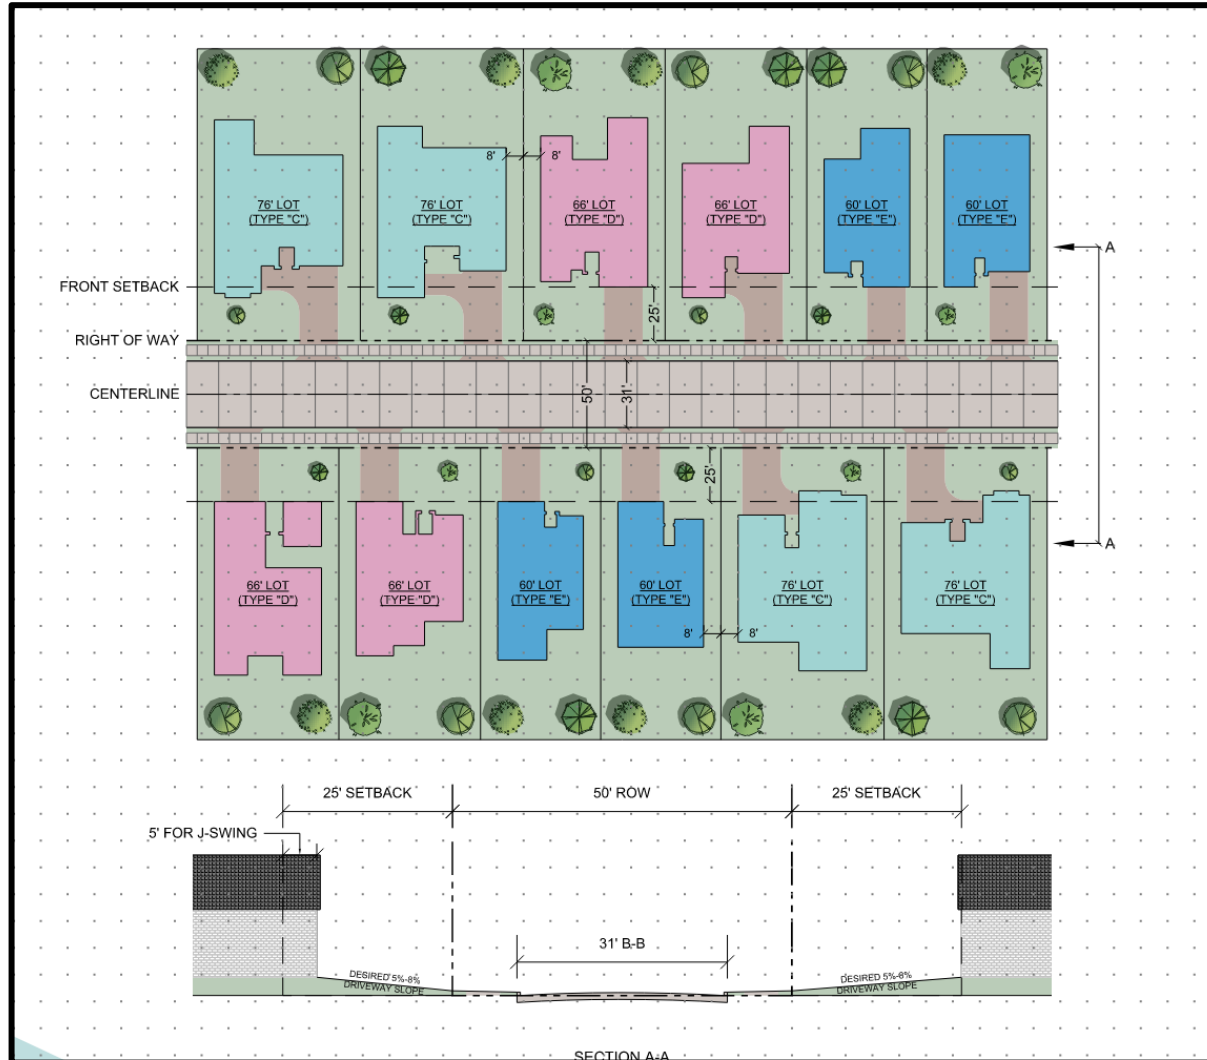 8'
8'
76' LOT
(TYPE "C")
76' LOT
(TYPE "C")
66' LOT
(TYPE "D")
66' LOT
(TYPE "D")
60' LOT
(TYPE "E")
60' LOT
(TYPE "E")
A
FRONT SETBACK
25'
RIGHT OF WAY
CENTERLINE
50'
31'
25'
A
66' LOT
(TYPE "D")
66' LOT
(TYPE "D")
60' LOT
(TYPE "E")
60' LOT
(TYPE "E")
76' LOT
(TYPE "C")
76' LOT
(TYPE "C")
8'
8'
25' SETBACK
50' ROW
25' SETBACK
5' FOR J-SWING
31' B-B
DESIRED 5%-8%
DRIVEWAY SLOPE
DESIRED 5%-8%
DRIVEWAY SLOPE
SECTION A-A